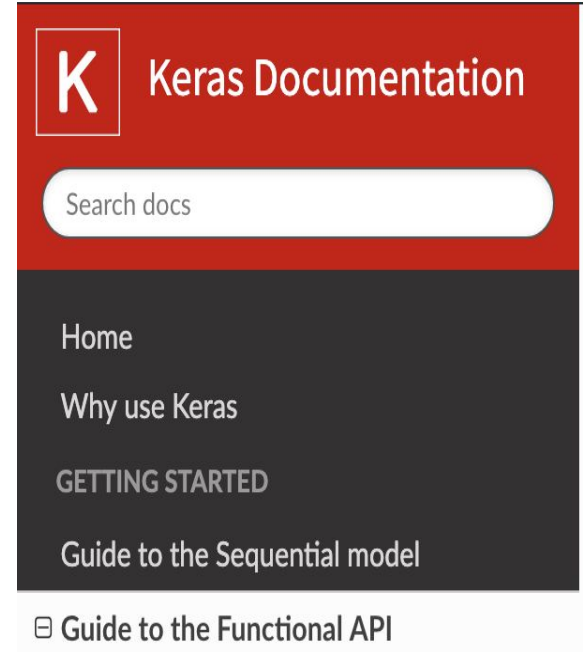 K
Keras Documentation
Search docs
Home
Why use Keras
GETTING STARTED
Guide to the Sequential model
Guide to the Functional API